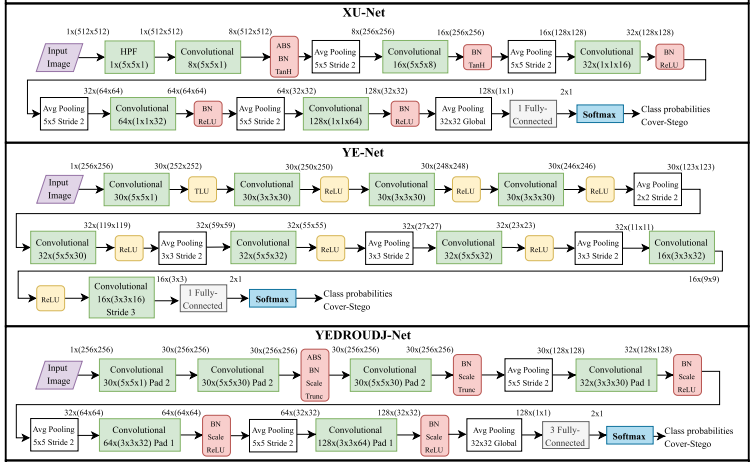 XU-Net
1x(512x512) 1x(512x512) 8x(512x512) 8x(256x256) 16x(256x256) 16x(128x128) 32x(128x128)
Input Image
HPF 1x(5x5x1)
Convolutional 8x(5x5x1)
ABS BN TanH
Avg Pooling 5x5 Stride 2
Convolutional 16x(5x5x8)
BN TanH
Avg Pooling 5x5 Stride 2
Convolutional 32x(1x1x16)
BN ReLU
32x(64x64) 64x(64x64) 64x(32x32) 128x(32x32) 128x(1x1) 2x1
Avg Pooling 5x5 Stride 2
Convolutional 64x(1x1x32)
BN ReLU
Avg Pooling 5x5 Stride 2
Convolutional 128x(1x1x64)
BN ReLU
Avg Pooling 32x32 Global
1 Fully-Connected
Softmax
Class probabilities
Cover-Stego
YE-Net
1x(256x256) 30x(252x252) 30x(250x250) 30x(248x248) 30x(246x246) 30x(123x123)
Input Image
Convolutional 30x(5x5x1)
TLU
Convolutional 30x(3x3x30)
ReLU
Convolutional 30x(3x3x30)
ReLU
Convolutional 30x(3x3x30)
ReLU
Avg Pooling 2x2 Stride 2
32x(119x119) 32x(59x59) 32x(55x55) 32x(27x27) 32x(23x23) 32x(11x11)
Convolutional 32x(5x5x30)
ReLU
Avg Pooling 3x3 Stride 2
Convolutional 32x(5x5x32)
ReLU
Avg Pooling 3x3 Stride 2
Convolutional 32x(5x5x32)
ReLU
Avg Pooling 3x3 Stride 2
Convolutional 16x(3x3x32)
16x(9x9)
ReLU
Convolutional 16x(3x3x16) Stride 3
16x(3x3)
1 Fully-Connected
2x1
Softmax
Class probabilities
Cover-Stego
YEDROUDJ-Net
1x(256x256) 30x(256x256) 30x(256x256) 30x(256x256) 30x(256x256) 30x(128x128) 32x(128x128)
Input Image
Convolutional 30x(5x5x1) Pad 2
Convolutional 30x(5x5x30) Pad 2
ABS BN Scale Trunc
Convolutional 30x(5x5x30) Pad 2
BN Scale Trunc
Avg Pooling 5x5 Stride 2
Convolutional 32x(3x3x30) Pad 1
BN Scale ReLU
32x(64x64) 64x(64x64) 64x(32x32) 128x(32x32) 128x(1x1) 2x1
Avg Pooling 5x5 Stride 2
Convolutional 64x(3x3x32) Pad 1
BN Scale ReLU
Avg Pooling 5x5 Stride 2
Convolutional 128x(3x3x64) Pad 1
BN Scale ReLU
Avg Pooling 32x32 Global
3 Fully-Connected
Softmax
Class probabilities
Cover-Stego